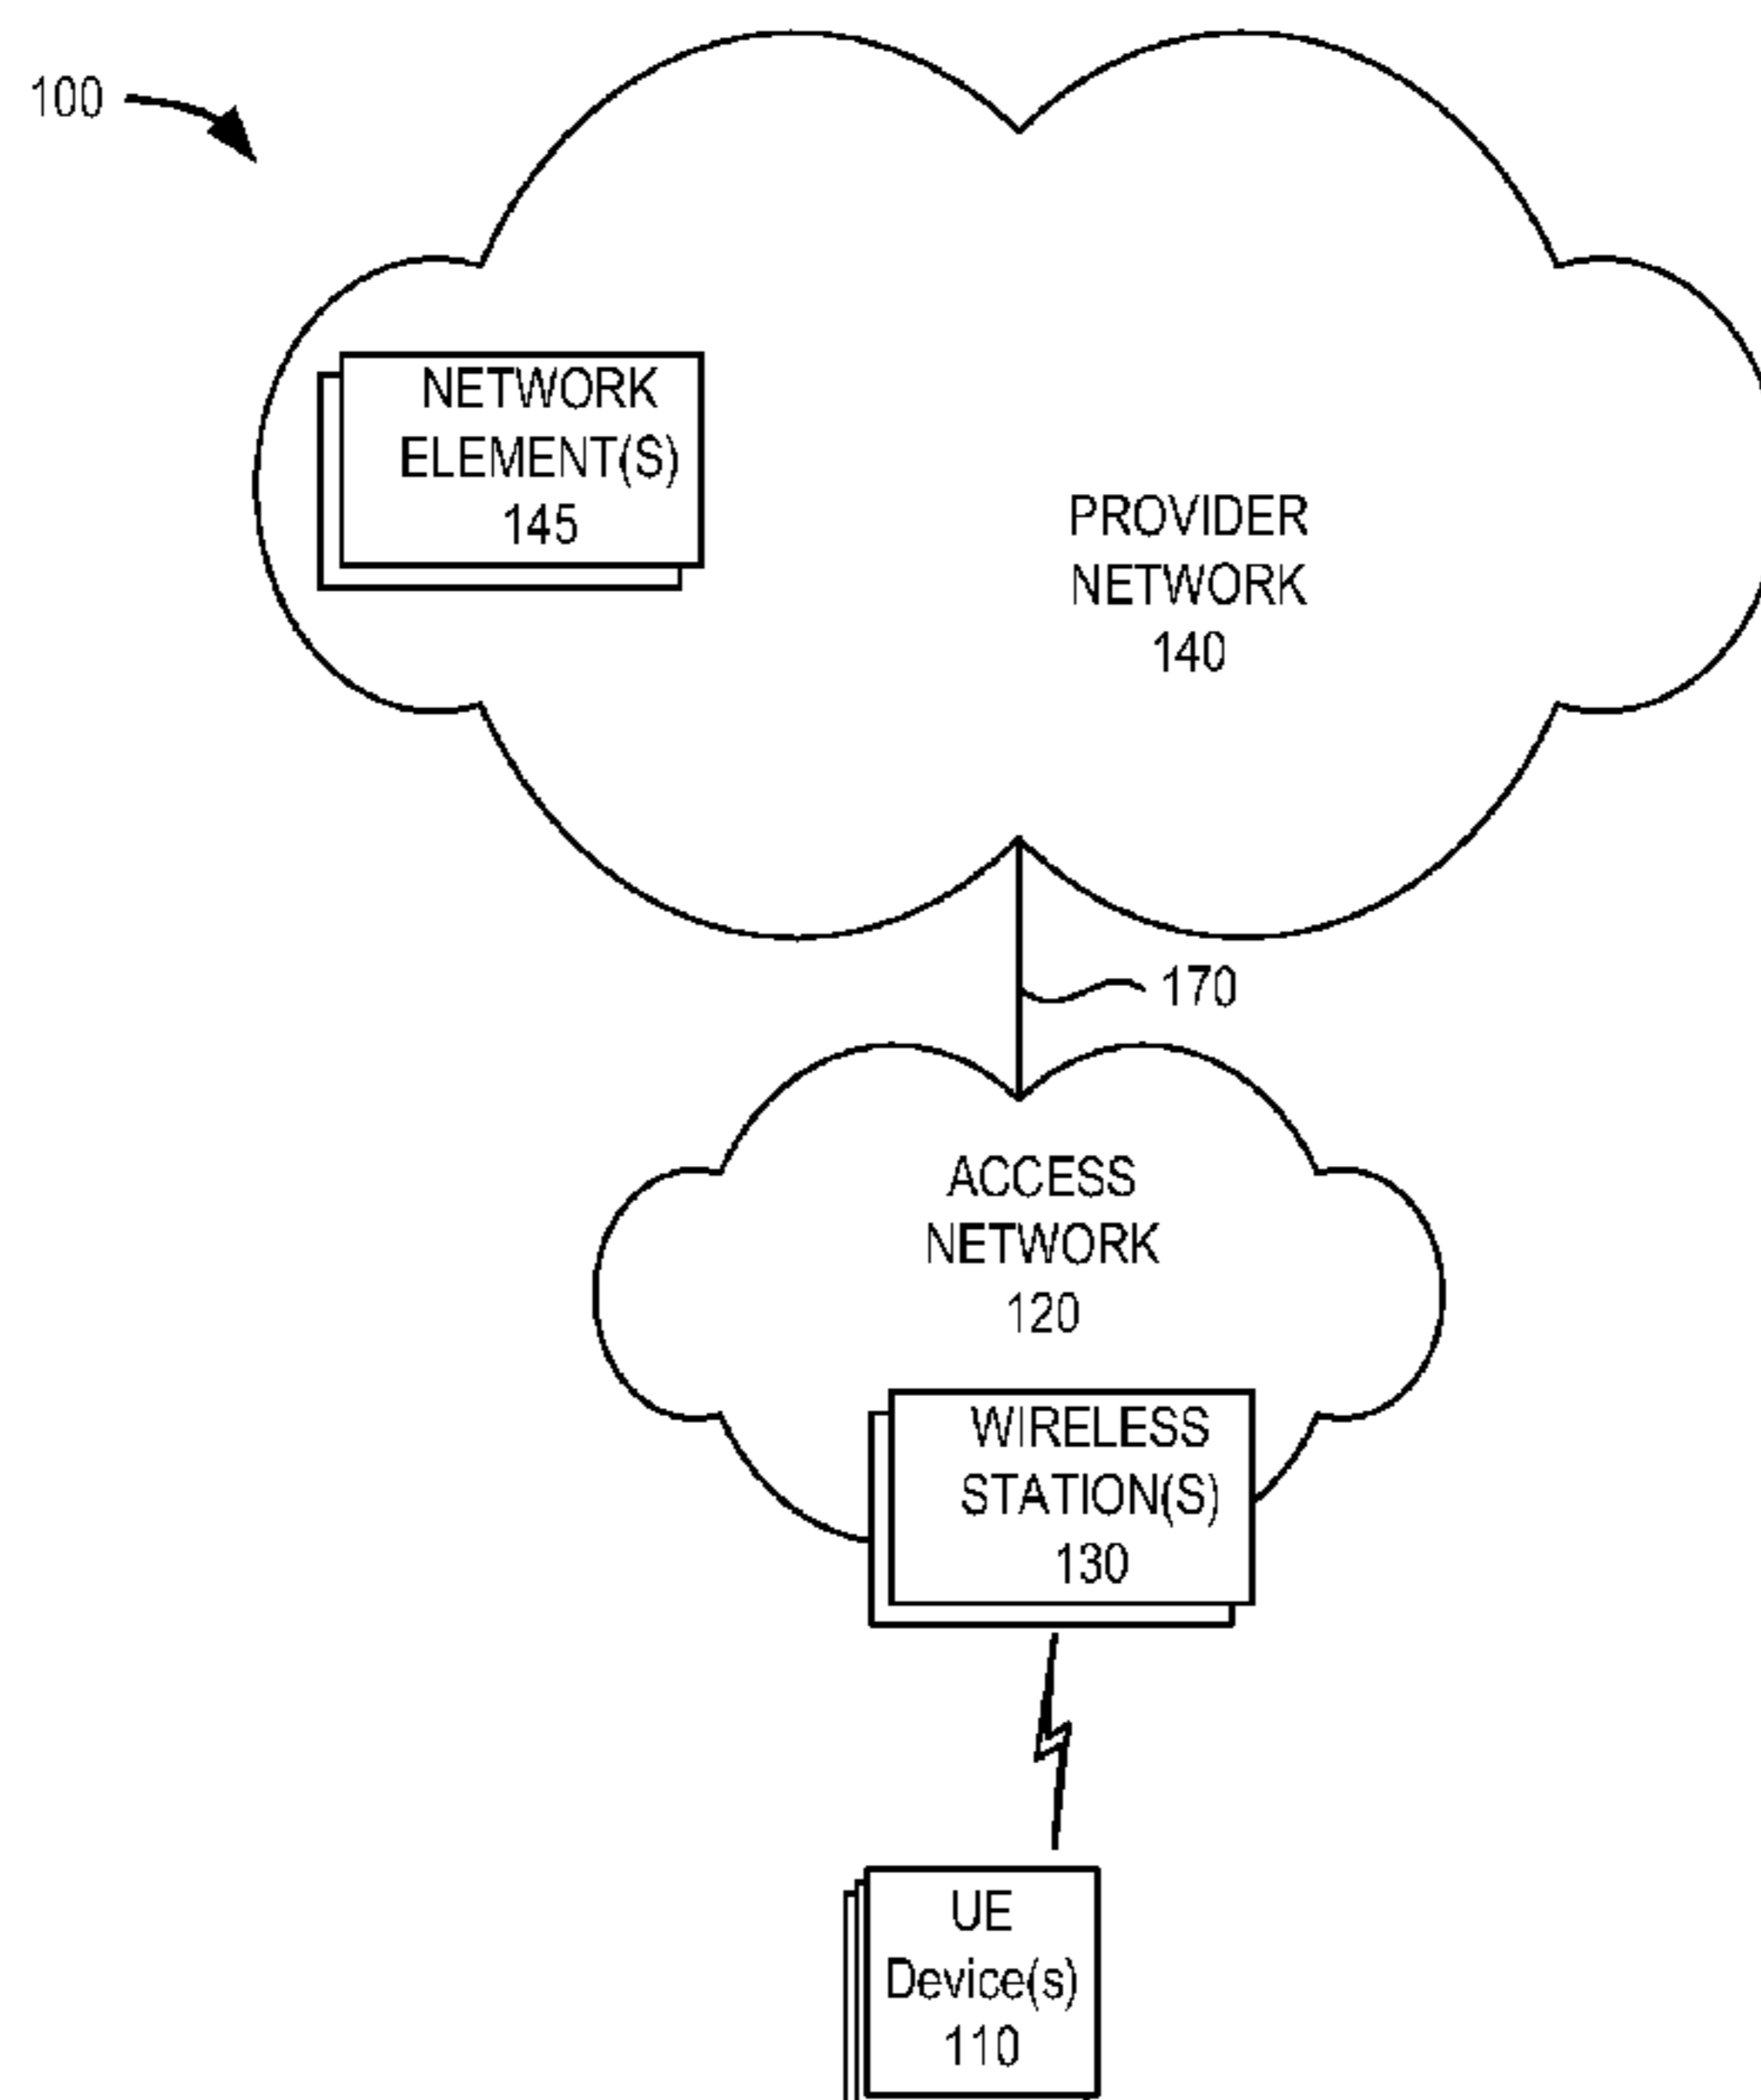 100
NETWORK
ELEMENT(S)
145
PROVIDER
NETWORK
140
170
ACCESS
NETWORK
120
WIRELESS
STATION(S)
130
UE
Device(s)
110